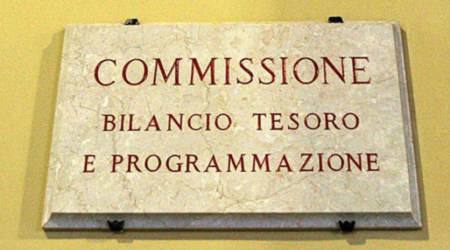 COMMISSIONE
BILANCIO TESORO
E PROGRAMMAZIONE